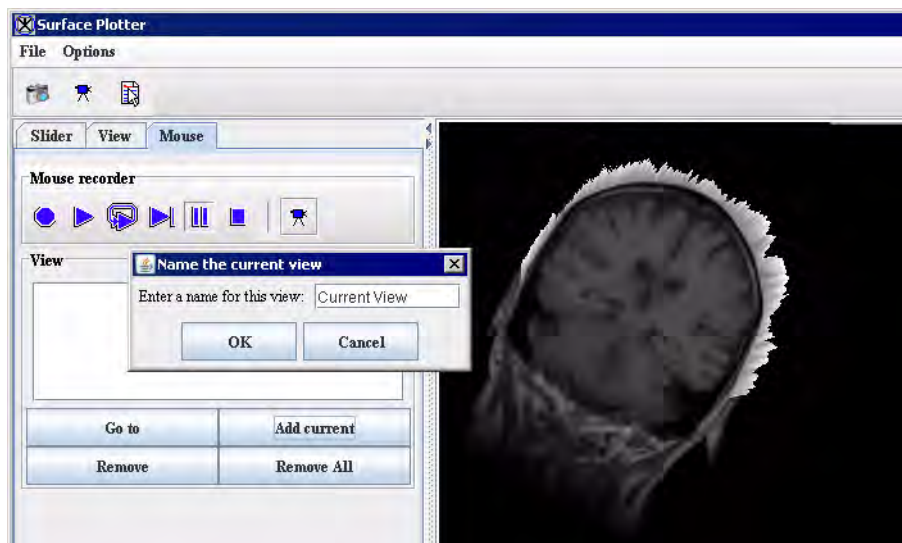 Surface Plotter
File Options
Slider View Mouse
Mouse recorder
View
Name the current view
Enter a name for this view: Current View
OK Cancel
Go to Add current
Remove Remove All